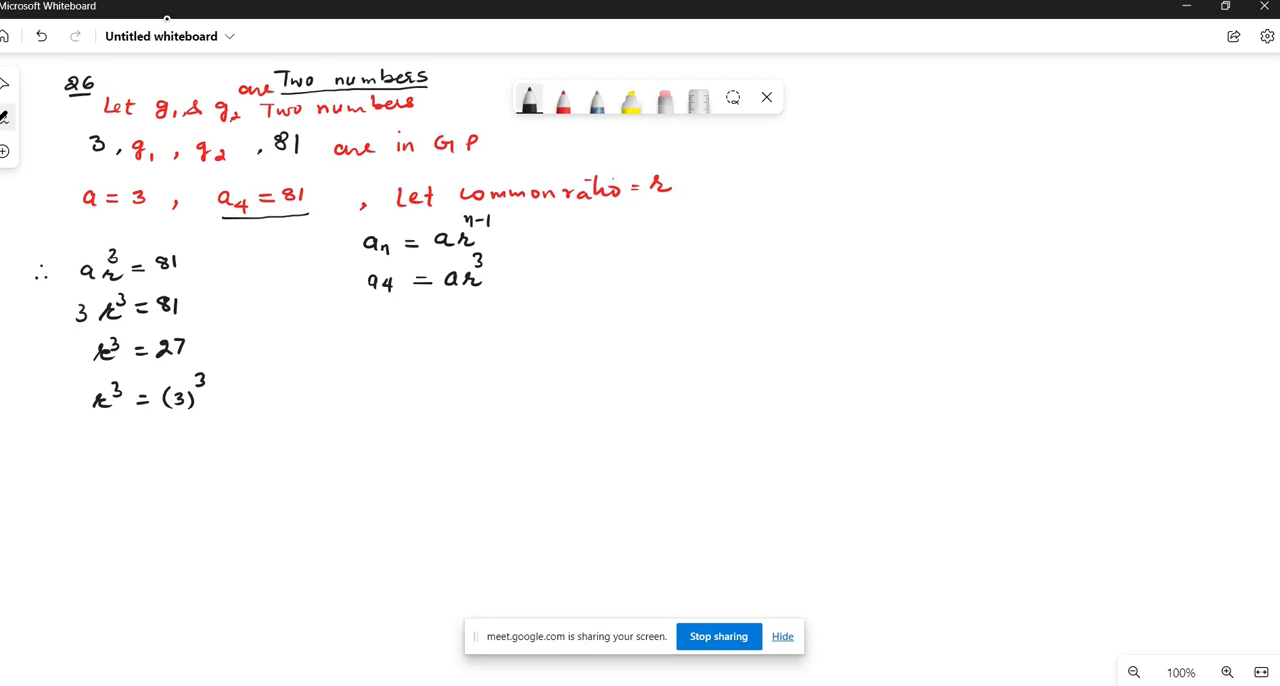 Microsoft Whiteboard
Untitled whiteboard
26
are Two numbers
Let g₁ & g₂ Two numbers
3, g₁, g₂, 81 are in G P
a = 3, a₄ = 81, Let common ratio = r
aₙ = arⁿ⁻¹
∴ ar³ = 81
a₄ = ar³
3 r³ = 81
r³ = 27
r³ = (3)³
meet.google.com is sharing your screen. Stop sharing Hide
100%